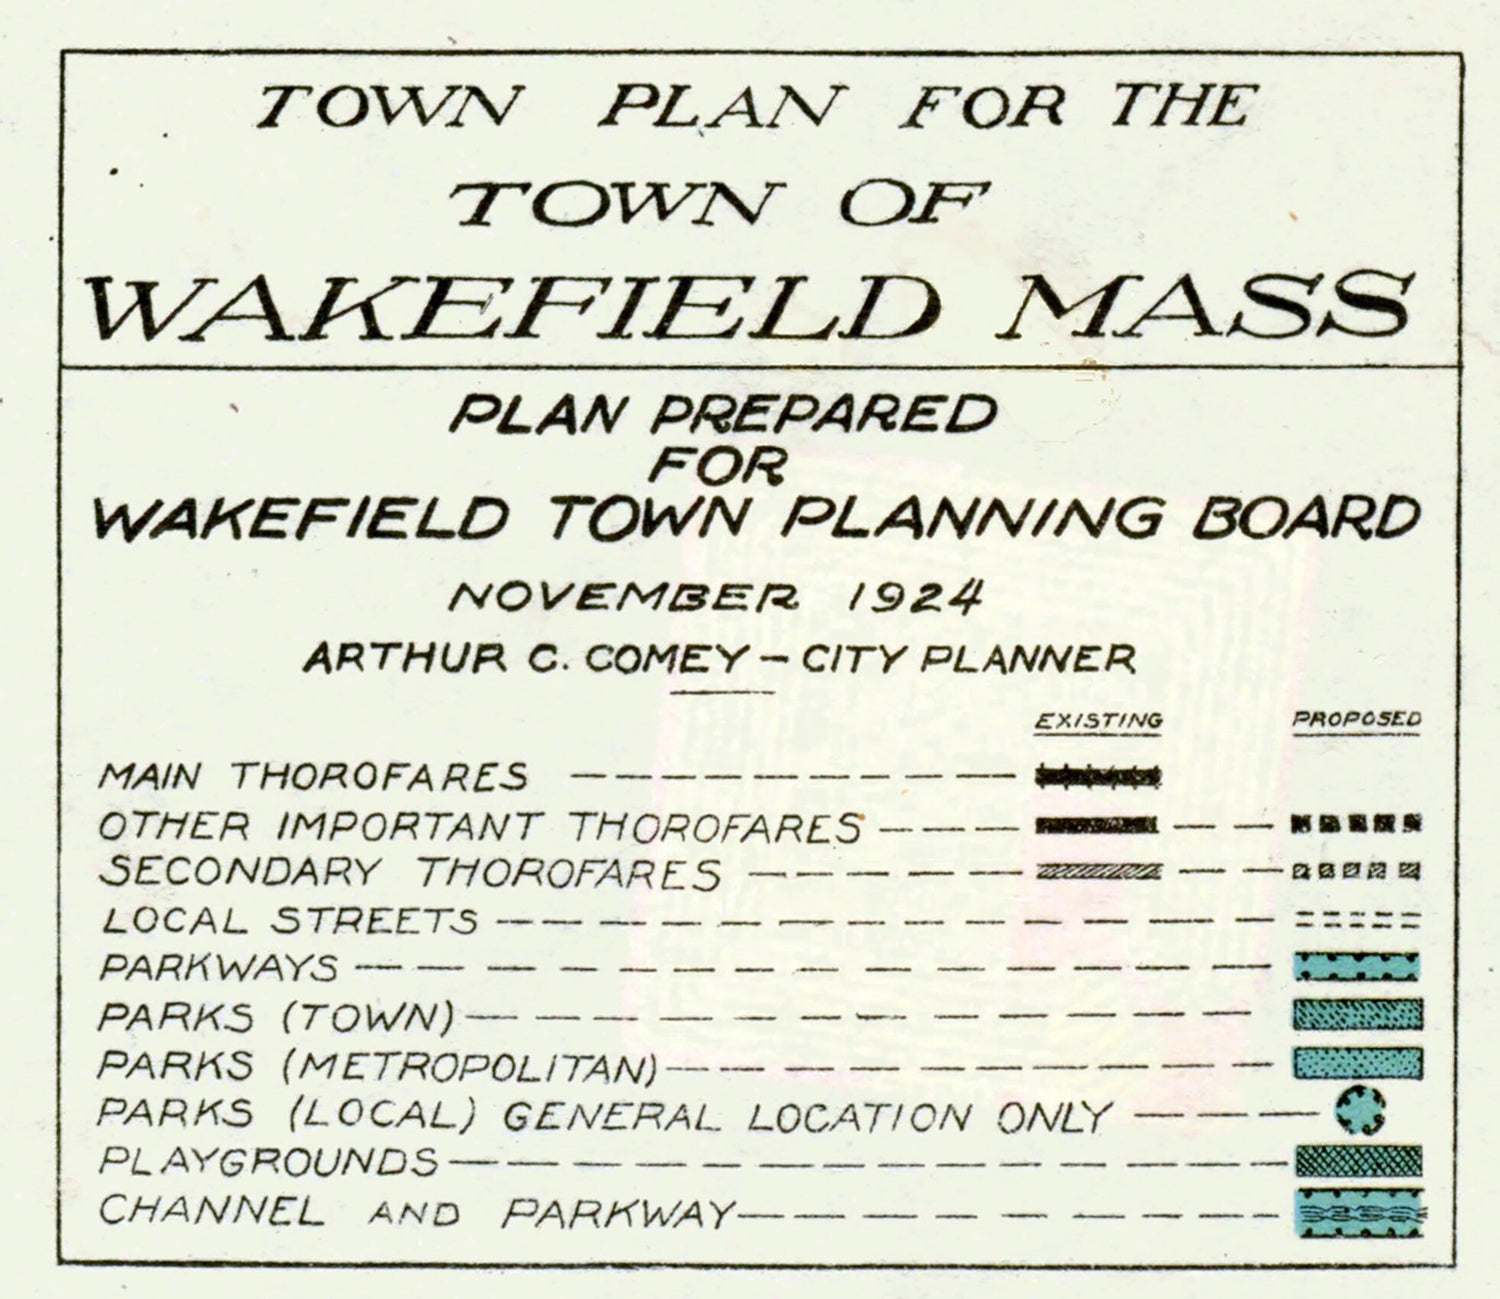 TOWN PLAN FOR THE
TOWN OF
WAKEFIELD MASS
PLAN PREPARED
FOR
WAKEFIELD TOWN PLANNING BOARD
NOVEMBER 1924
ARTHUR C. COMEY – CITY PLANNER
EXISTING PROPOSED
MAIN THOROFARES
OTHER IMPORTANT THOROFARES
SECONDARY THOROFARES
LOCAL STREETS
PARKWAYS
PARKS (TOWN)
PARKS (METROPOLITAN)
PARKS (LOCAL) GENERAL LOCATION ONLY
PLAYGROUNDS
CHANNEL AND PARKWAY